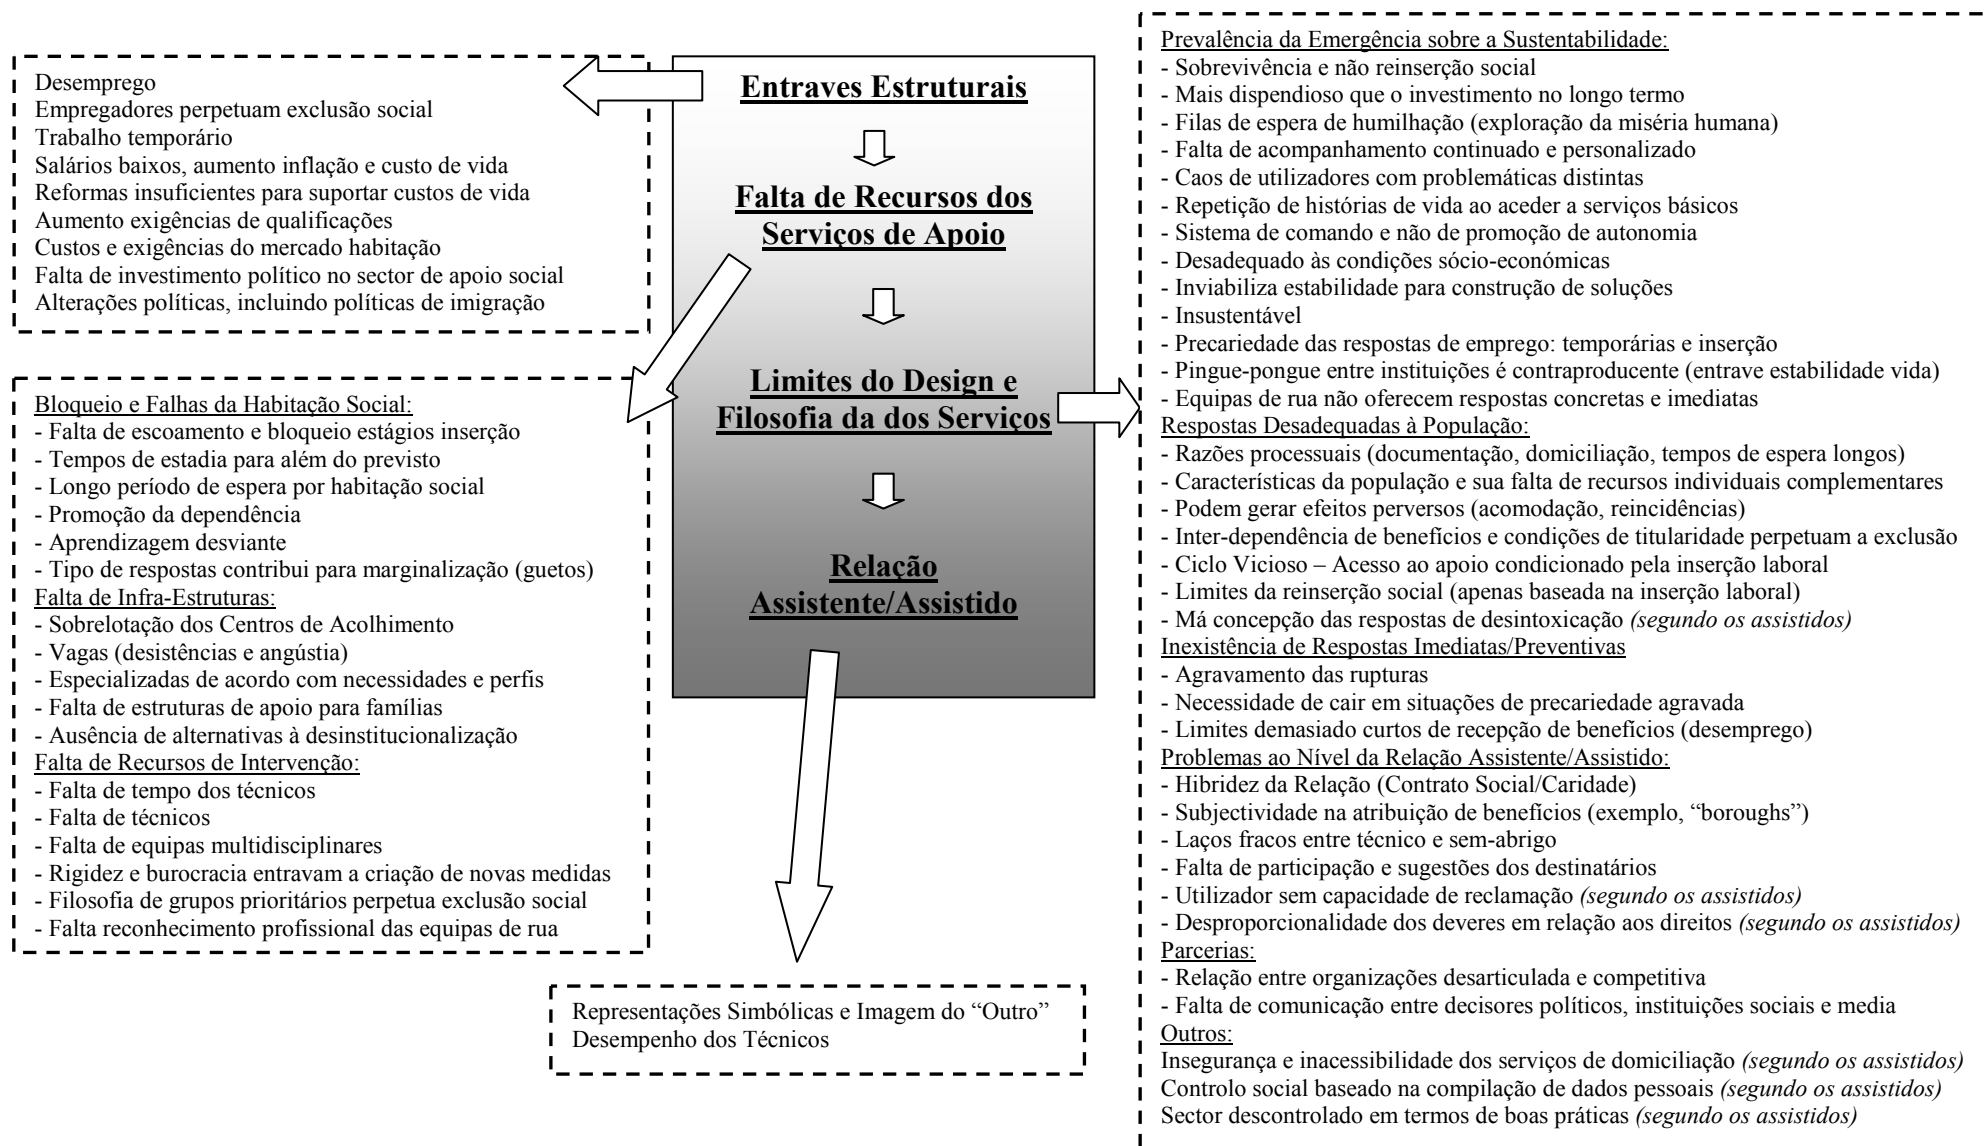 Desemprego
Empregadores perpetuam exclusão social
Trabalho temporário
Salários baixos, aumento inflação e custo de vida
Reformas insuficientes para suportar custos de vida
Aumento exigências de qualificações
Custos e exigências do mercado habitação
Falta de investimento político no sector de apoio social
Alterações políticas, incluindo políticas de imigração
Bloqueio e Falhas da Habitação Social:
- Falta de escoamento e bloqueio estágios inserção
- Tempos de estadia para além do previsto
- Longo período de espera por habitação social
- Promoção da dependência
- Aprendizagem desviante
- Tipo de respostas contribui para marginalização (guetos)
Falta de Infra-Estruturas:
- Sobrelotação dos Centros de Acolhimento
- Vagas (desistências e angústia)
- Especializadas de acordo com necessidades e perfis
- Falta de estruturas de apoio para famílias
- Ausência de alternativas à desinstitucionalização
Falta de Recursos de Intervenção:
- Falta de tempo dos técnicos
- Falta de técnicos
- Falta de equipas multidisciplinares
- Rigidez e burocracia entravam a criação de novas medidas
- Filosofia de grupos prioritários perpetua exclusão social
- Falta reconhecimento profissional das equipas de rua
Entraves Estruturais
Falta de Recursos dos
Serviços de Apoio
Limites do Design e
Filosofia da dos Serviços
Relação
Assistente/Assistido
Representações Simbólicas e Imagem do “Outro”
Desempenho dos Técnicos
Prevalência da Emergência sobre a Sustentabilidade:
- Sobrevivência e não reinserção social
- Mais dispendioso que o investimento no longo termo
- Filas de espera de humilhação (exploração da miséria humana)
- Falta de acompanhamento continuado e personalizado
- Caos de utilizadores com problemáticas distintas
- Repetição de histórias de vida ao aceder a serviços básicos
- Sistema de comando e não de promoção de autonomia
- Desadequado às condições sócio-económicas
- Inviabiliza estabilidade para construção de soluções
- Insustentável
- Precariedade das respostas de emprego: temporárias e inserção
- Pingue-pongue entre instituições é contraproducente (entrave estabilidade vida)
- Equipas de rua não oferecem respostas concretas e imediatas
Respostas Desadequadas à População:
- Razões processuais (documentação, domiciliação, tempos de espera longos)
- Características da população e sua falta de recursos individuais complementares
- Podem gerar efeitos perversos (acomodação, reincidências)
- Inter-dependência de benefícios e condições de titularidade perpetuam a exclusão
- Ciclo Vicioso – Acesso ao apoio condicionado pela inserção laboral
- Limites da reinserção social (apenas baseada na inserção laboral)
- Má concepção das respostas de desintoxicação (segundo os assistidos)
Inexistência de Respostas Imediatas/Preventivas
- Agravamento das rupturas
- Necessidade de cair em situações de precariedade agravada
- Limites demasiado curtos de recepção de benefícios (desemprego)
Problemas ao Nível da Relação Assistente/Assistido:
- Hibridez da Relação (Contrato Social/Caridade)
- Subjectividade na atribuição de benefícios (exemplo, “boroughs”)
- Laços fracos entre técnico e sem-abrigo
- Falta de participação e sugestões dos destinatários
- Utilizador sem capacidade de reclamação (segundo os assistidos)
- Desproporcionalidade dos deveres em relação aos direitos (segundo os assistidos)
Parcerias:
- Relação entre organizações desarticulada e competitiva
- Falta de comunicação entre decisores políticos, instituições sociais e media
Outros:
Insegurança e inacessibilidade dos serviços de domiciliação (segundo os assistidos)
Controlo social baseado na compilação de dados pessoais (segundo os assistidos)
Sector descontrolado em termos de boas práticas (segundo os assistidos)